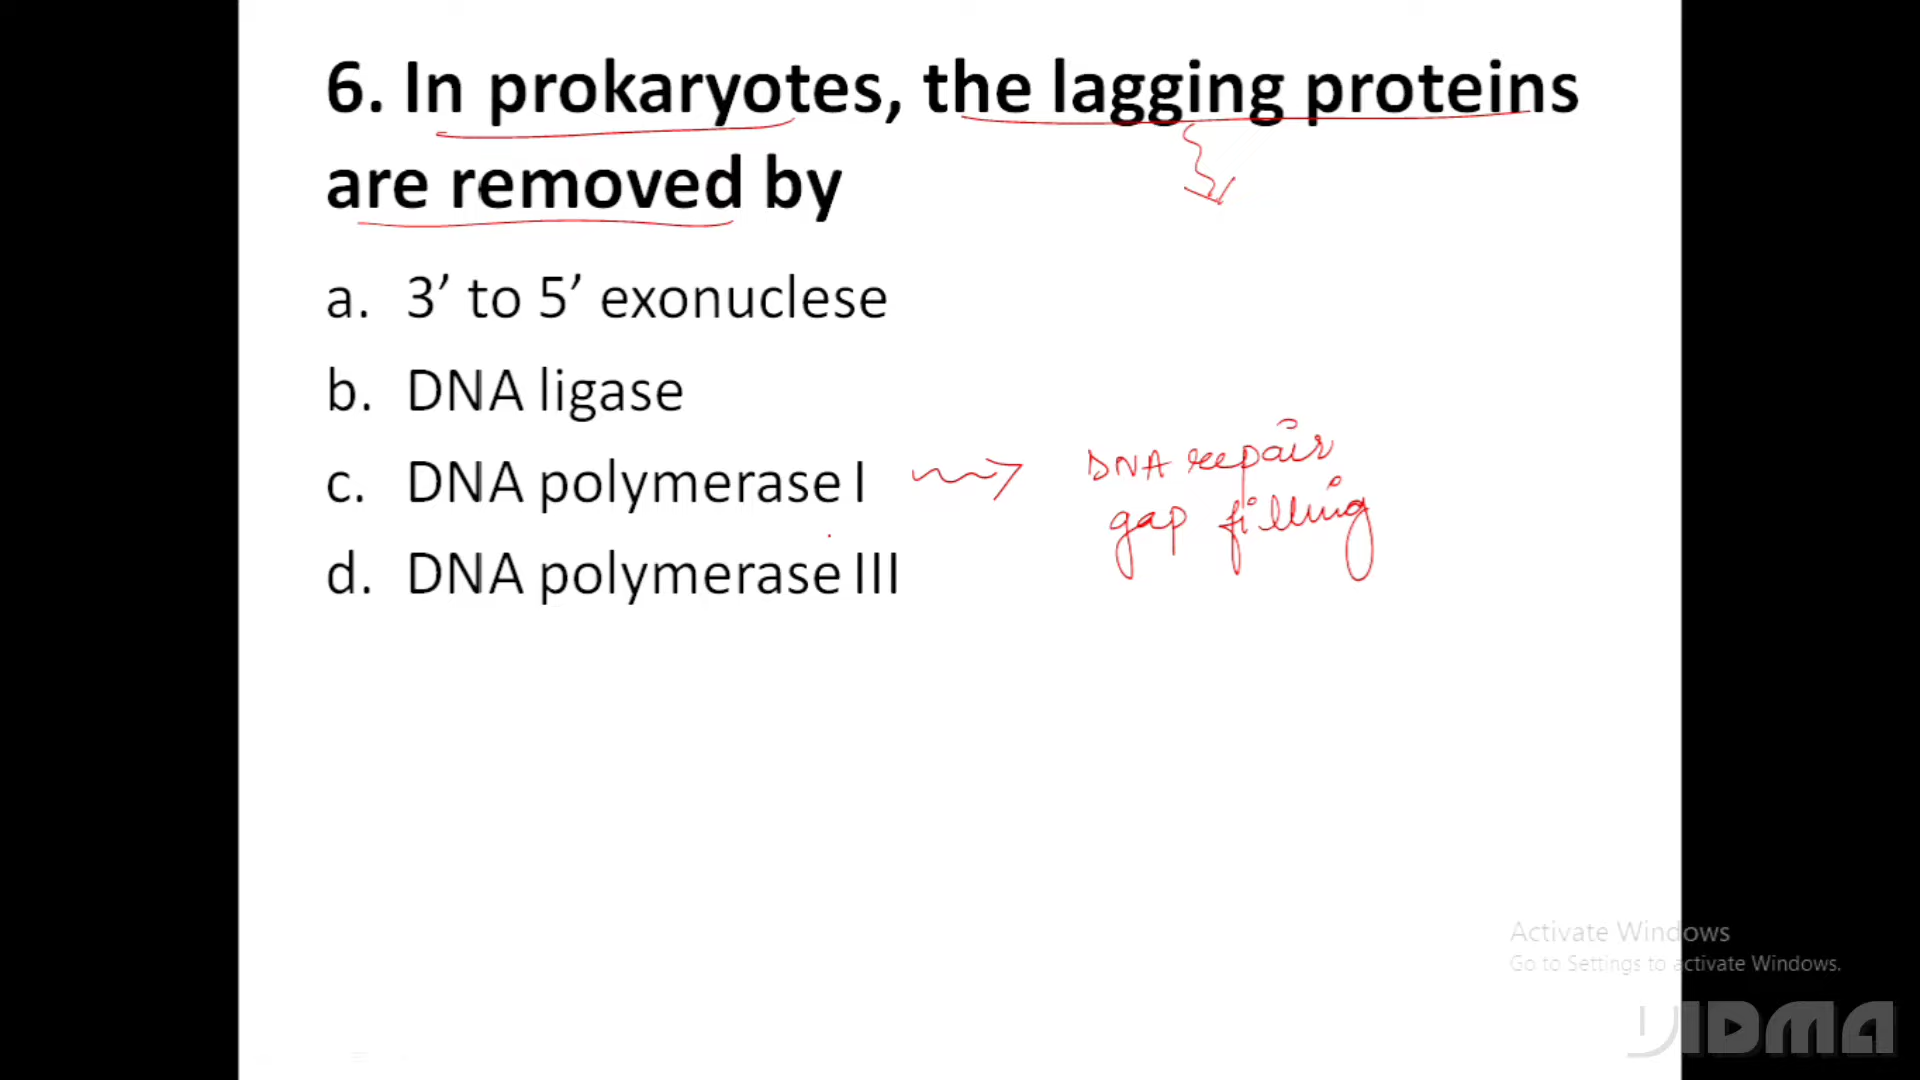 6. In prokaryotes, the lagging proteins
are removed by
a. 3’ to 5’ exonuclese
b. DNA ligase
c. DNA polymerase I
DNA repair
gap filling
d. DNA polymerase III
Activate Windows
Go to Settings to activate Windows.
VIDMA